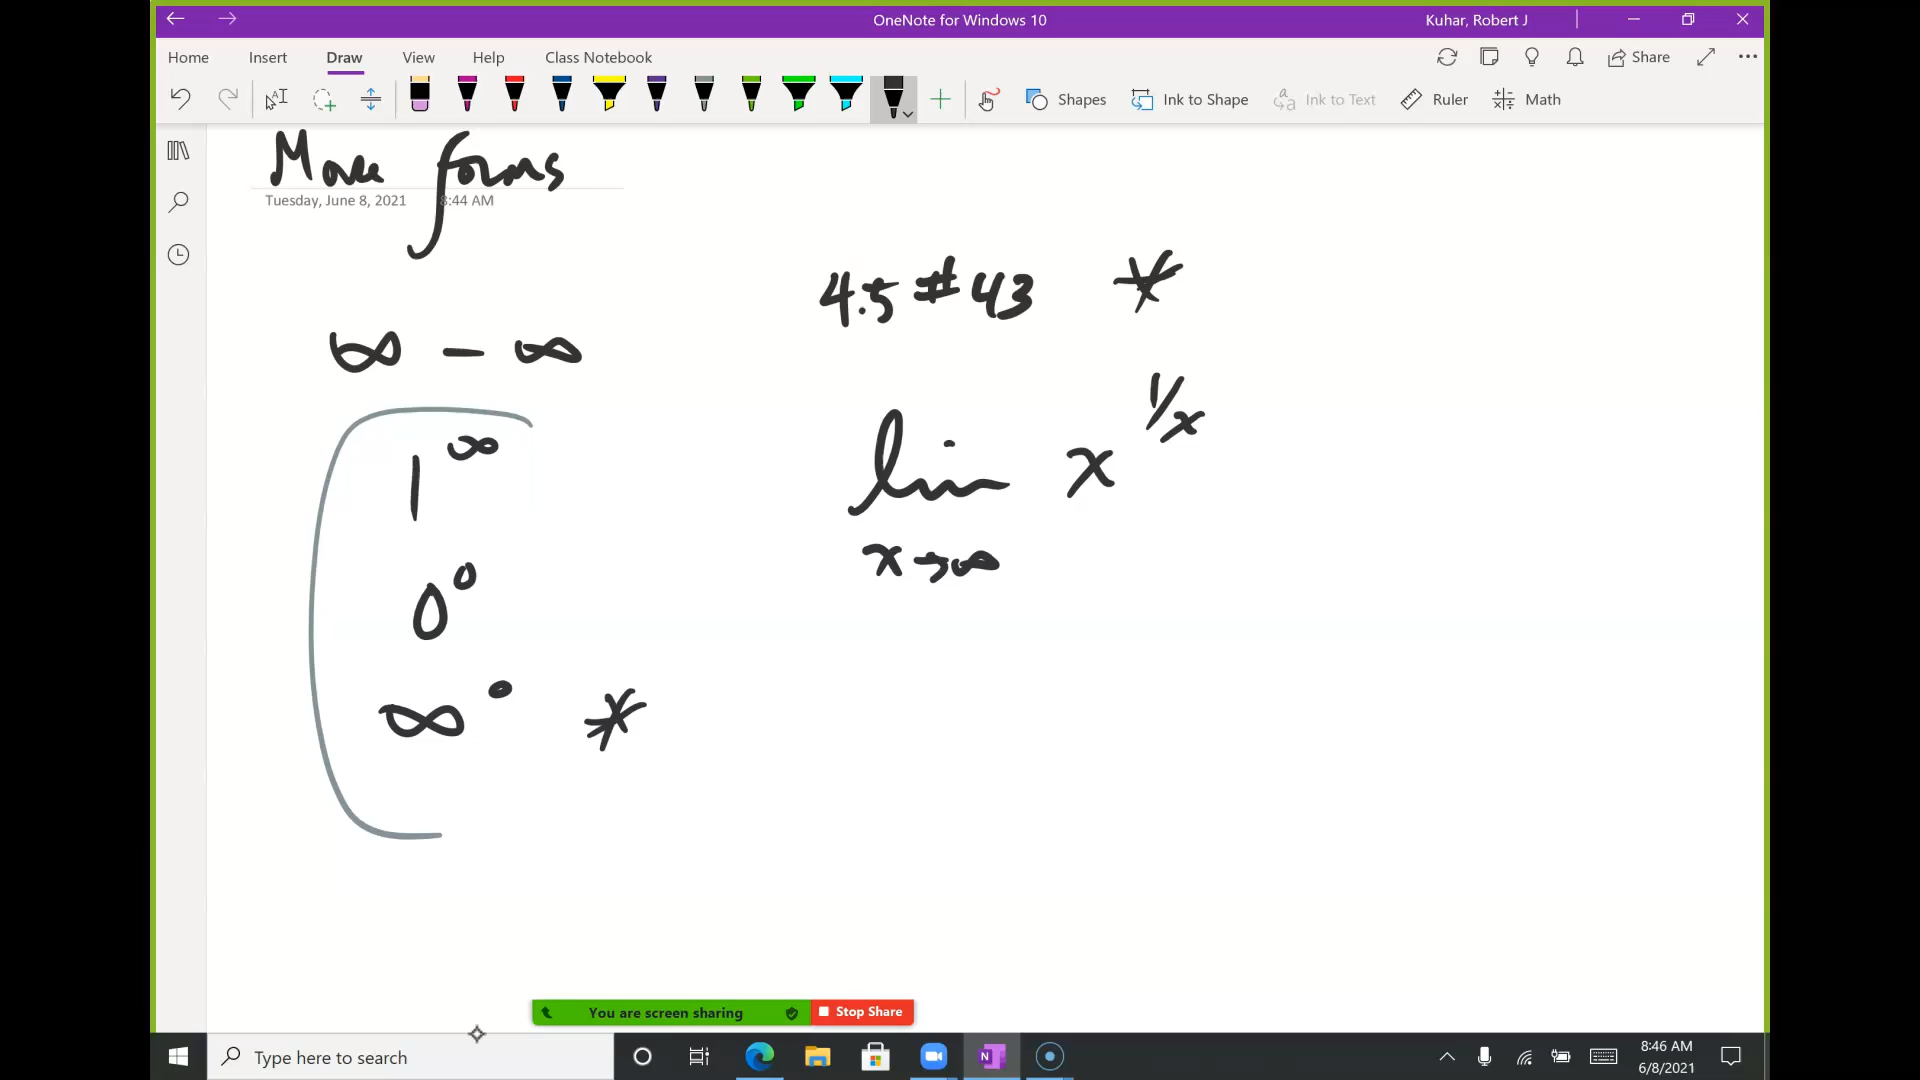 OneNote for Windows 10
Kuhar, Robert J
Home Insert Draw View Help Class Notebook
Share
Shapes Ink to Shape Ink to Text Ruler Math
More forms
Tuesday, June 8, 2021 8:44 AM
4.5 #43 *
∞ - ∞
1^∞
lim x^1/x
x→∞
0^0
∞^0 *
You are screen sharing Stop Share
Type here to search
8:46 AM
6/8/2021